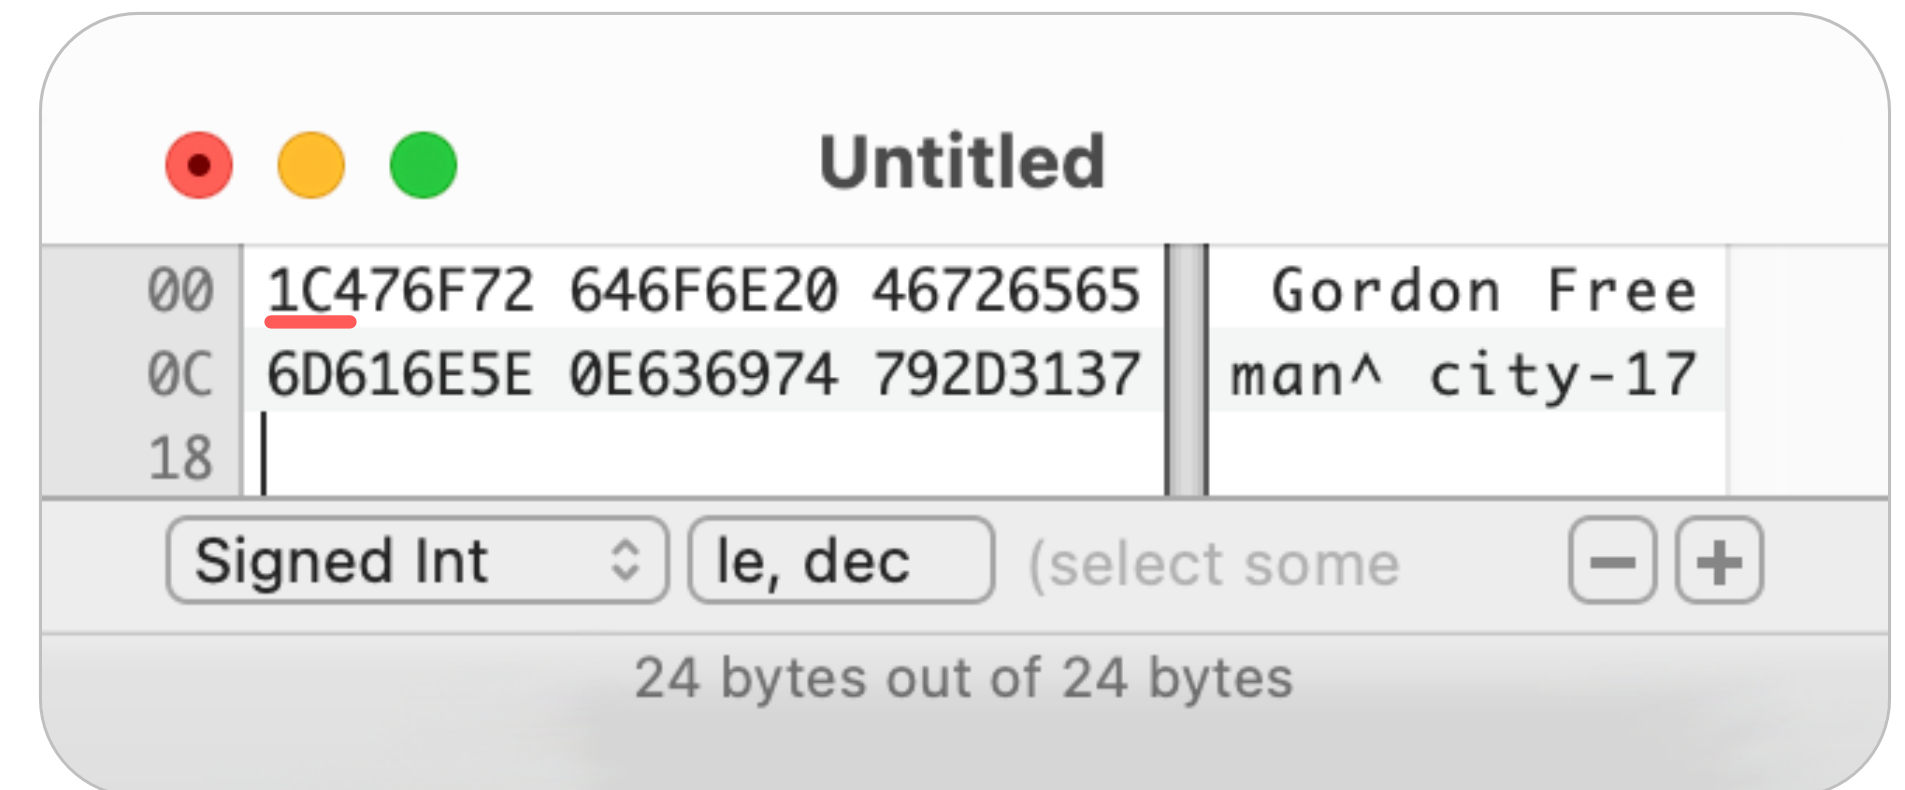 Untitled
00 1C476F72 646F6E20 46726565 Gordon Free
0C 6D616E5E 0E636974 792D3137 man^ city-17
18
Signed Int le, dec (select some
24 bytes out of 24 bytes